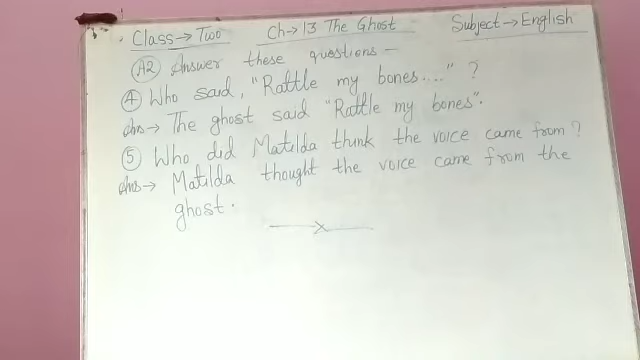 Class → Two Ch → 13 The Ghost Subject → English
A2 Answer these questions –
4 Who said, "Rattle my bones...." ?
Ans → The ghost said "Rattle my bones".
5 Who did Matilda think the voice came from ?
Ans → Matilda thought the voice came from the
ghost.